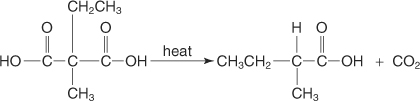 CH₂CH₃
O O H O
HO—C—C—C—OH heat CH₃CH₂—C—C—OH + CO₂
CH₃ CH₃